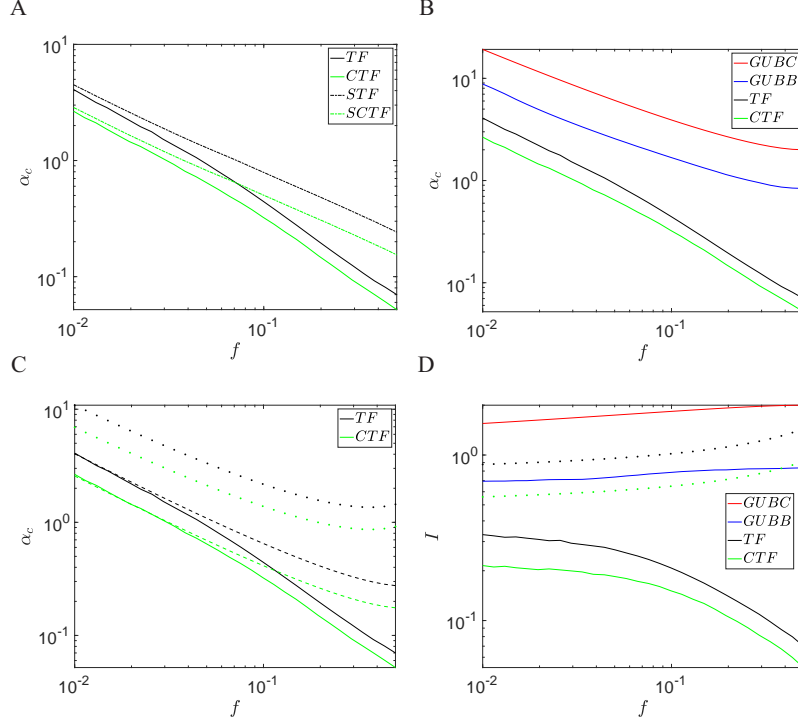 A
B
10^1
10^0
10^-1
α_c
10^-2
10^-1
f
TF
CTF
STF
SCTF
10^1
10^0
10^-1
α_c
10^-2
10^-1
f
GUBC
GUBB
TF
CTF
C
D
10^1
10^0
10^-1
α_c
10^-2
10^-1
f
TF
CTF
10^0
10^-1
I
10^-2
10^-1
f
GUBC
GUBB
TF
CTF